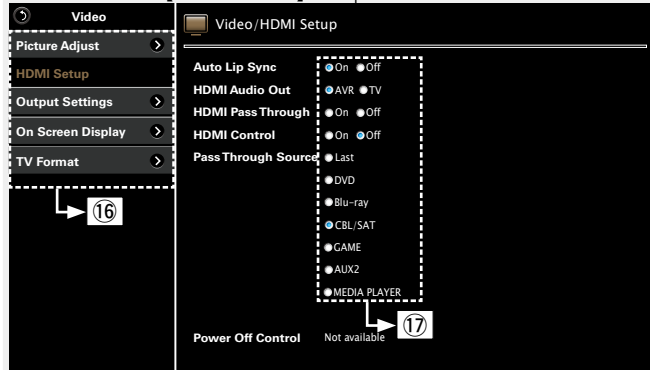 Video
Picture Adjust
HDMI Setup
Output Settings
On Screen Display
TV Format
⑯
Video/HDMI Setup
Auto Lip Sync On Off
HDMI Audio Out AVR TV
HDMI Pass Through On Off
HDMI Control On Off
Pass Through Source Last
DVD
Blu-ray
CBL/SAT
GAME
AUX2
MEDIA PLAYER
⑰
Power Off Control Not available